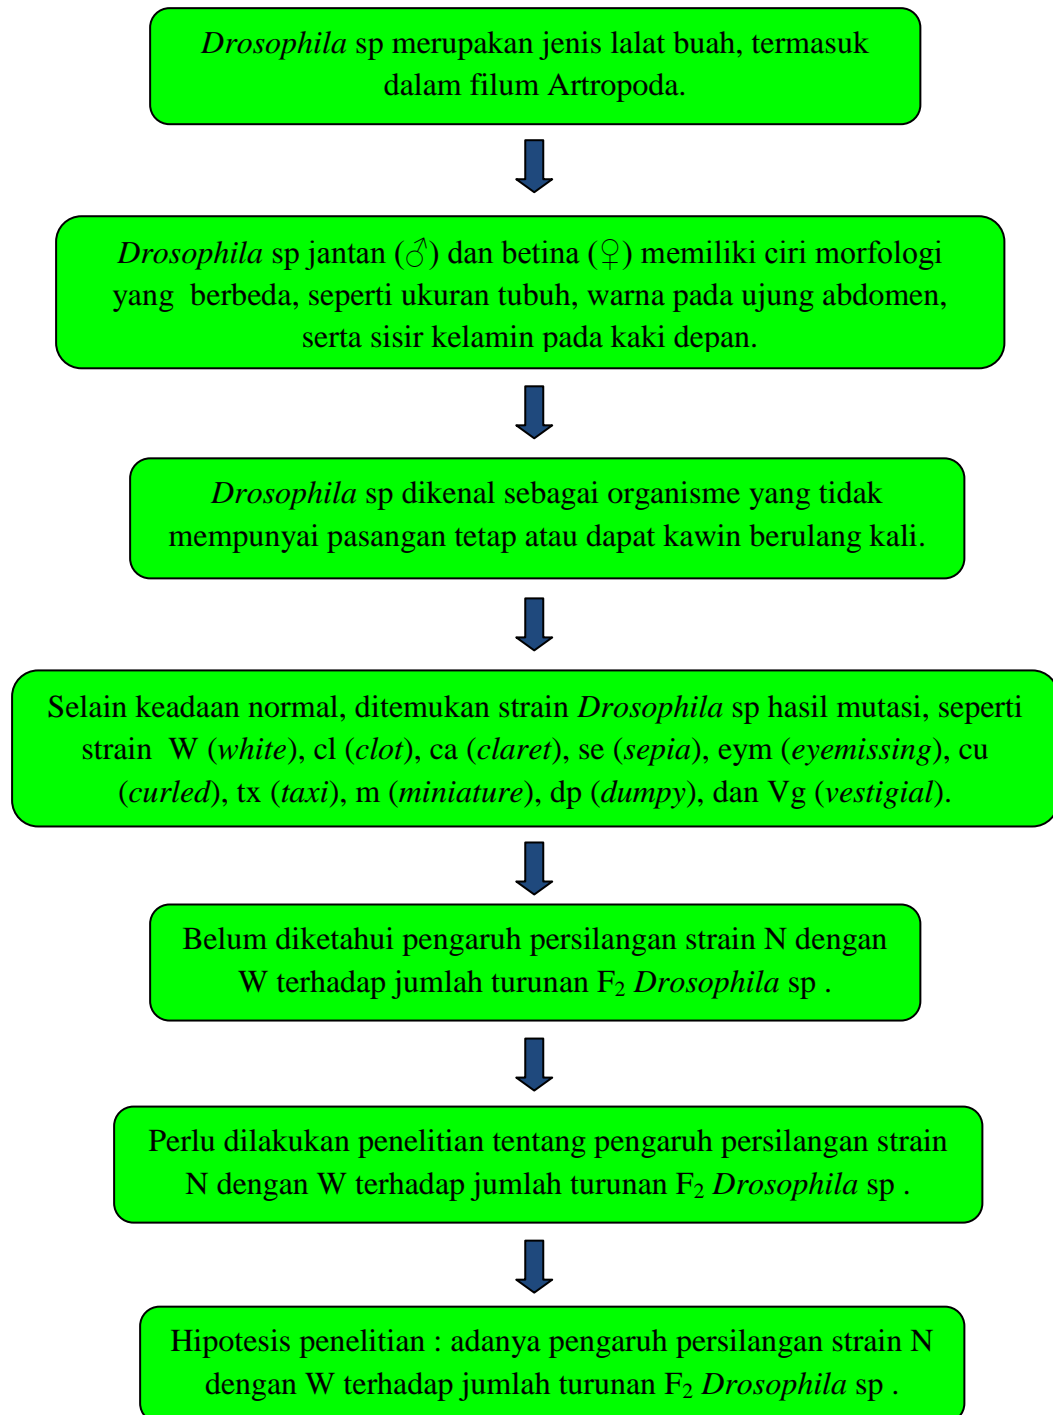 Drosophila sp merupakan jenis lalat buah, termasuk
dalam filum Artropoda.
Drosophila sp jantan (♂) dan betina (♀) memiliki ciri morfologi
yang berbeda, seperti ukuran tubuh, warna pada ujung abdomen,
serta sisir kelamin pada kaki depan.
Drosophila sp dikenal sebagai organisme yang tidak
mempunyai pasangan tetap atau dapat kawin berulang kali.
Selain keadaan normal, ditemukan strain Drosophila sp hasil mutasi, seperti
strain W (white), cl (clot), ca (claret), se (sepia), eym (eyemissing), cu
(curled), tx (taxi), m (miniature), dp (dumpy), dan Vg (vestigial).
Belum diketahui pengaruh persilangan strain N dengan
W terhadap jumlah turunan F₂ Drosophila sp .
Perlu dilakukan penelitian tentang pengaruh persilangan strain
N dengan W terhadap jumlah turunan F₂ Drosophila sp .
Hipotesis penelitian : adanya pengaruh persilangan strain N
dengan W terhadap jumlah turunan F₂ Drosophila sp .